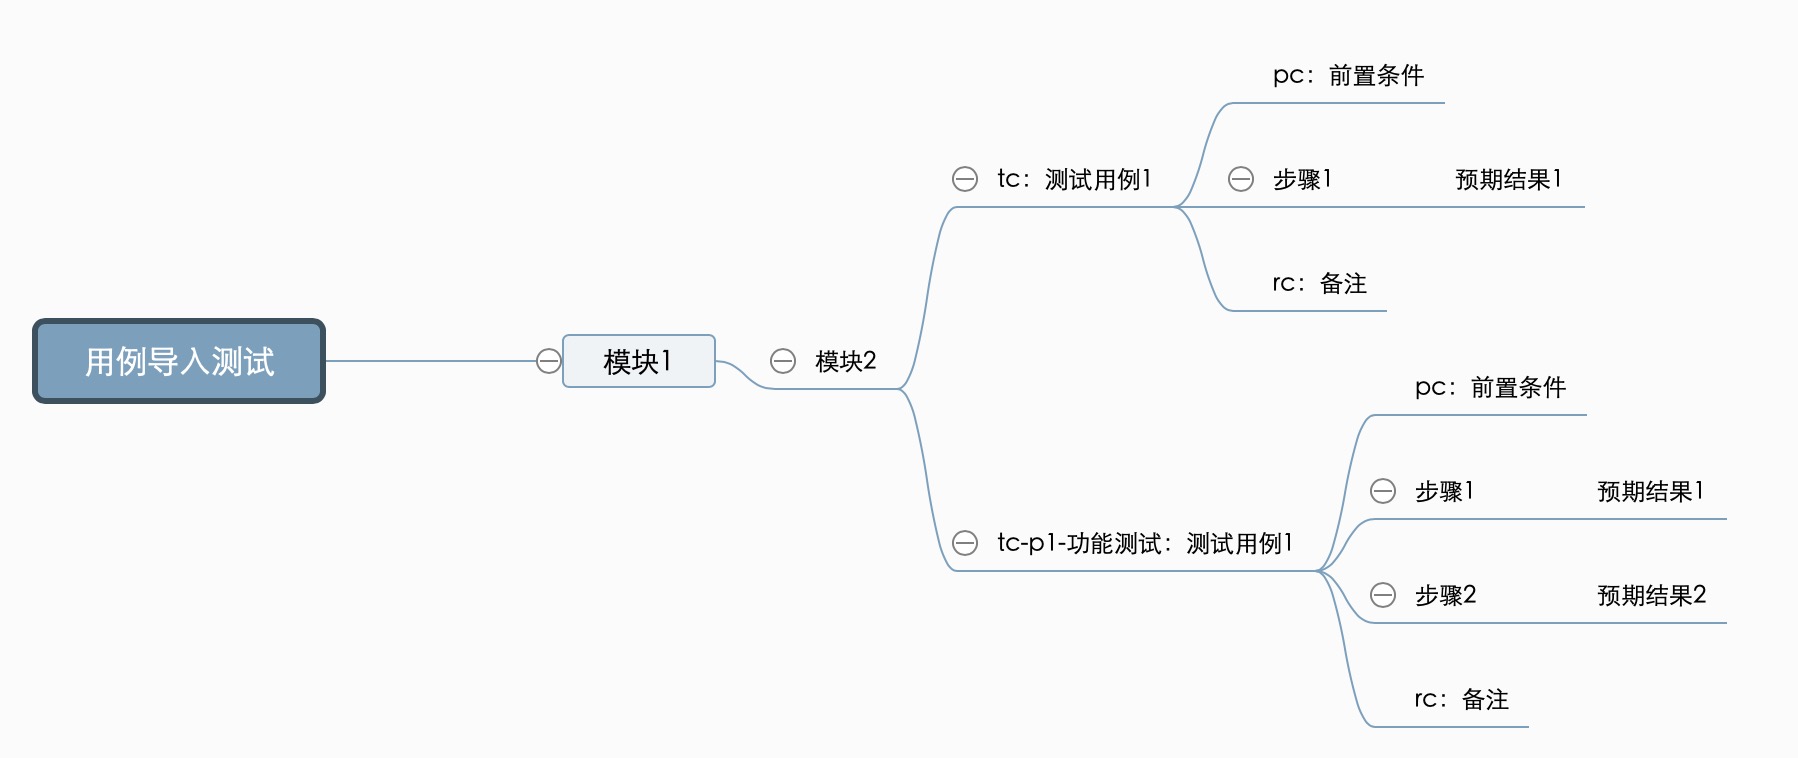 用例导入测试
模块1
模块2
tc：测试用例1
pc：前置条件
步骤1
预期结果1
rc：备注
tc-p1-功能测试：测试用例1
pc：前置条件
步骤1
预期结果1
步骤2
预期结果2
rc：备注